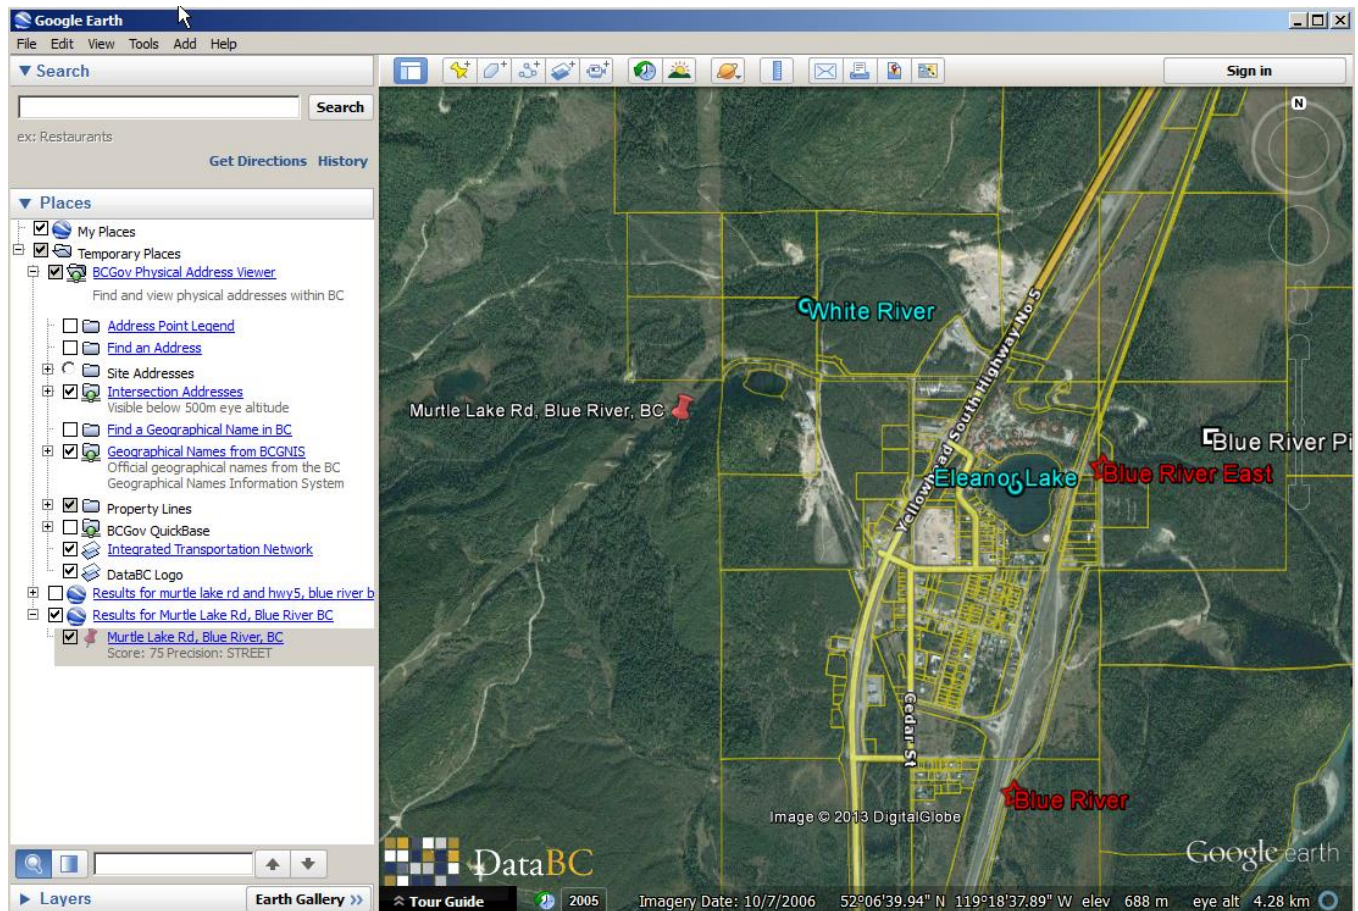 Google Earth
File Edit View Tools Add Help
Search
Search
ex: Restaurants
Get Directions History
Places
My Places
Temporary Places
BCGov Physical Address Viewer
Find and view physical addresses within BC
Address Point Legend
Find an Address
Site Addresses
Intersection Addresses
Visible below 500m eye altitude
Find a Geographical Name in BC
Geographical Names from BCGNIS
Official geographical names from the BC
Geographical Names Information System
Property Lines
BCGov QuickBase
Integrated Transportation Network
DataBC Logo
Results for murtle lake rd and hwy5, blue river b
Results for Murtle Lake Rd, Blue River BC
Murtle Lake Rd, Blue River, BC
Score: 75 Precision: STREET
Layers
Earth Gallery >>
Sign in
N
White River
Yellowhead South Highway No 5
Murtle Lake Rd, Blue River, BC
Blue River Pi
Eleanor Lake
Blue River East
Cedar St
Blue River
Image © 2013 DigitalGlobe
DataBC
Google earth
Tour Guide
2005
Imagery Date: 10/7/2006 52°06'39.94" N 119°18'37.89" W elev 688 m eye alt 4.28 km